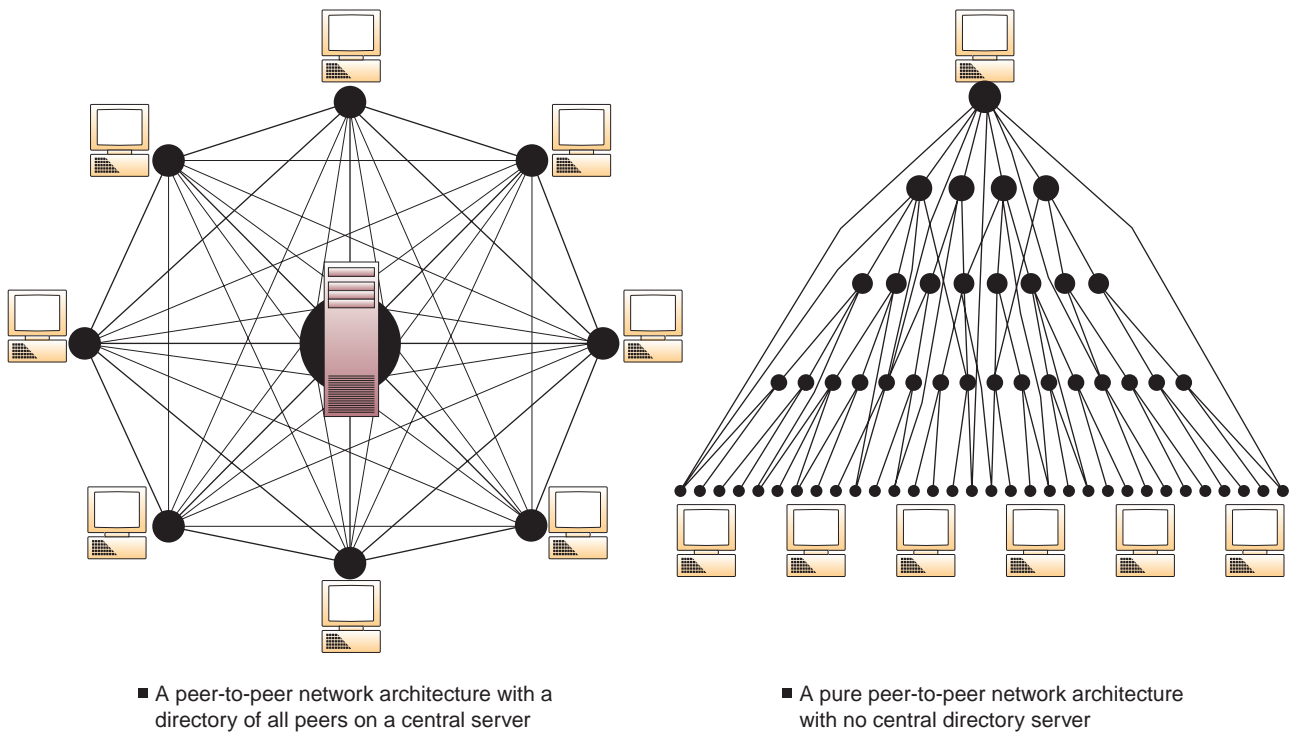 ■ A peer-to-peer network architecture with a
directory of all peers on a central server
■ A pure peer-to-peer network architecture
with no central directory server